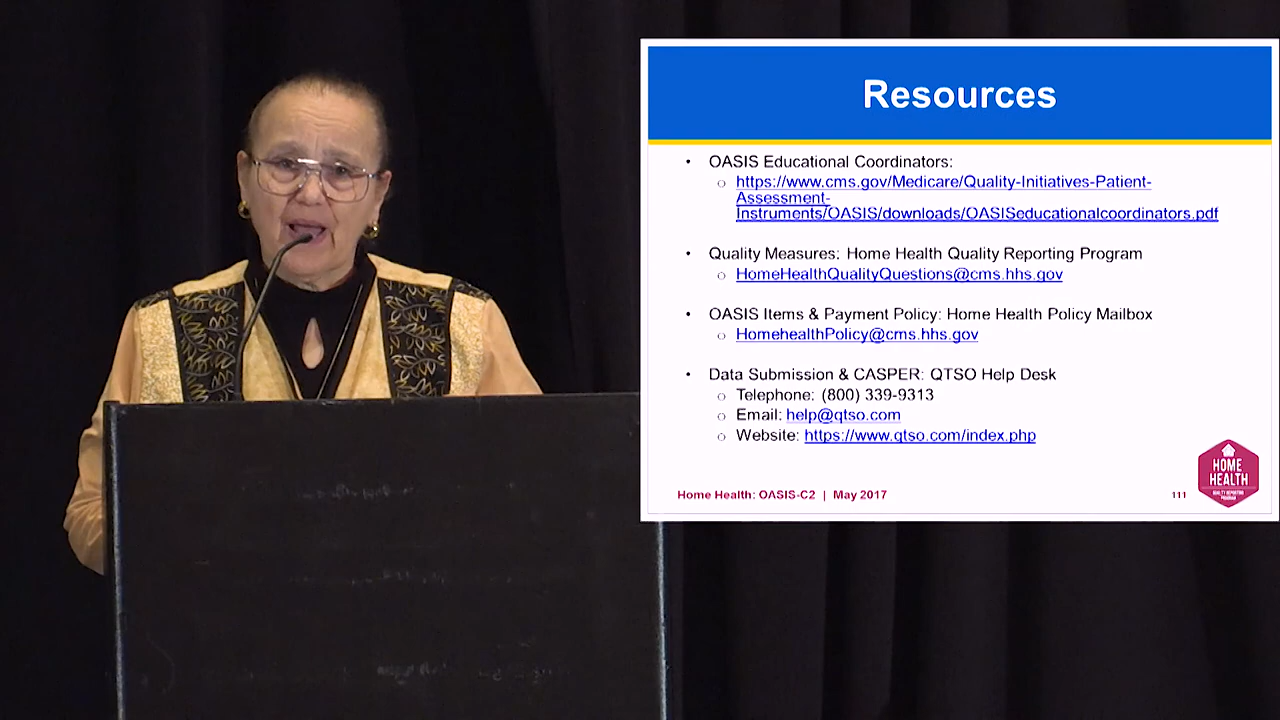 Resources
• OASIS Educational Coordinators:
o https://www.cms.gov/Medicare/Quality-Initiatives-Patient-
Assessment-
Instruments/OASIS/downloads/OASISeducationalcoordinators.pdf
• Quality Measures: Home Health Quality Reporting Program
o HomeHealthQualityQuestions@cms.hhs.gov
• OASIS Items & Payment Policy: Home Health Policy Mailbox
o HomehealthPolicy@cms.hhs.gov
• Data Submission & CASPER: QTSO Help Desk
o Telephone: (800) 339-9313
o Email: help@qtso.com
o Website: https://www.qtso.com/index.php
Home Health: OASIS-C2 | May 2017
111
HOME
HEALTH
QUALITY REPORTING
PROGRAM